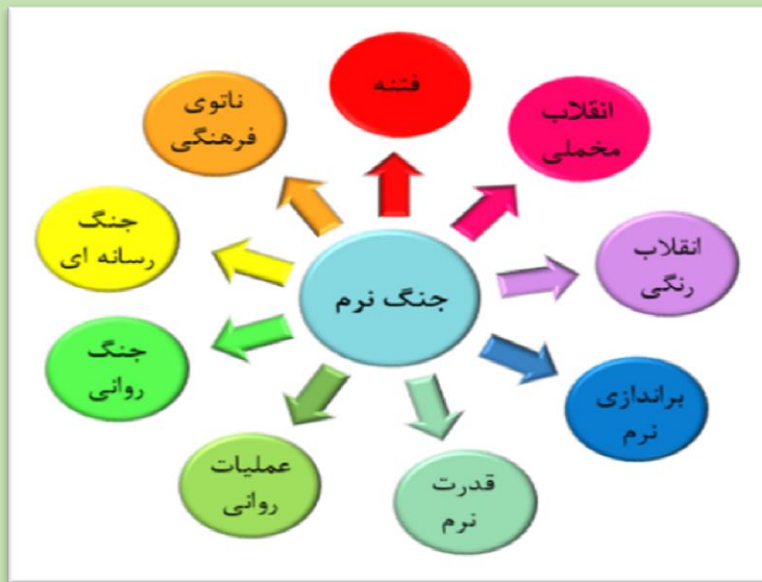 جنگ نرم
فتنه
انقلاب
مخملی
انقلاب
رنگی
براندازی
نرم
قدرت
نرم
عملیات
روانی
جنگ
روانی
جنگ
رسانه ای
ناتوی
فرهنگی